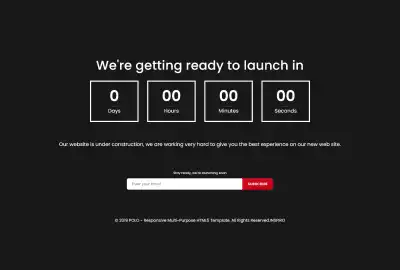 We're getting ready to launch in
0 00 00 00
Days Hours Minutes Seconds
Our website is under construction, we are working very hard to give you the best experience on our new web site.
Stay ready, we're launching soon
Enter your Email
SUBSCRIBE
© 2019 POLO - Responsive Multi-Purpose HTML5 Template. All Rights Reserved.INSPIRO